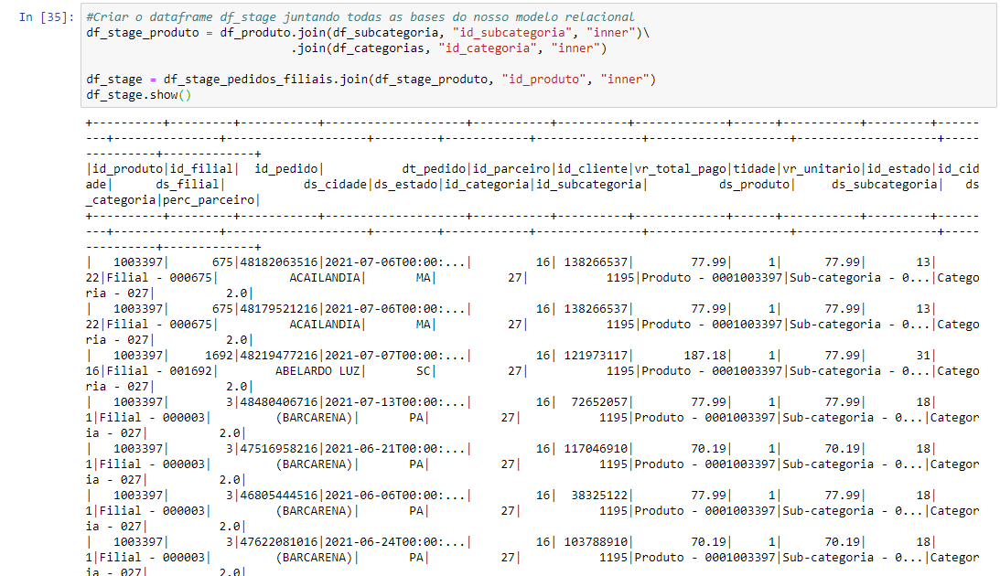 In [35]: #Criar o dataframe df_stage juntando todas as bases do nosso modelo relacional
df_stage_produto = df_produto.join(df_subcategoria, "id_subcategoria", "inner")\
.join(df_categorias, "id_categoria", "inner")
df_stage = df_stage_pedidos_filiais.join(df_stage_produto, "id_produto", "inner")
df_stage.show()
+----------+---------+-----------+--------------------+-----------+----------+-------------+------+-----------+---------+------
---+---------------+--------------------+---------+------------+---------------+--------------------+--------------------+-----
----------+-------------+
|id_produto|id_filial|  id_pedido|           dt_pedido|id_parceiro|id_cliente|vr_total_pago|tidade|vr_unitario|id_estado|id_cid
ade|      ds_filial|           ds_cidade|ds_estado|id_categoria|id_subcategoria|          ds_produto|     ds_subcategoria|   ds
_categoria|perc_parceiro|
+----------+---------+-----------+--------------------+-----------+----------+-------------+------+-----------+---------+------
---+---------------+--------------------+---------+------------+---------------+--------------------+--------------------+-----
----------+-------------+
|   1003397|      675|48182063516|2021-07-06T00:00:...|         16| 138266537|        77.99|     1|      77.99|       13|
22|Filial - 000675|          ACAILANDIA|       MA|          27|           1195|Produto - 0001003397|Sub-categoria - 0...|Catego
ria - 027|          2.0|
|   1003397|      675|48179521216|2021-07-06T00:00:...|         16| 138266537|        77.99|     1|      77.99|       13|
22|Filial - 000675|          ACAILANDIA|       MA|          27|           1195|Produto - 0001003397|Sub-categoria - 0...|Catego
ria - 027|          2.0|
|   1003397|     1692|48219477216|2021-07-07T00:00:...|         16| 121973117|       187.18|     1|      77.99|       31|
16|Filial - 001692|        ABELARDO LUZ|       SC|          27|           1195|Produto - 0001003397|Sub-categoria - 0...|Catego
ria - 027|          2.0|
|   1003397|        3|48480406716|2021-07-13T00:00:...|         16|  72652057|        77.99|     1|      77.99|       18|
1|Filial - 000003|         (BARCARENA)|       PA|          27|           1195|Produto - 0001003397|Sub-categoria - 0...|Categor
ia - 027|          2.0|
|   1003397|        3|47516958216|2021-06-21T00:00:...|         16| 117046910|        70.19|     1|      70.19|       18|
1|Filial - 000003|         (BARCARENA)|       PA|          27|           1195|Produto - 0001003397|Sub-categoria - 0...|Categor
ia - 027|          2.0|
|   1003397|        3|46805444516|2021-06-06T00:00:...|         16|  38325122|        77.99|     1|      77.99|       18|
1|Filial - 000003|         (BARCARENA)|       PA|          27|           1195|Produto - 0001003397|Sub-categoria - 0...|Categor
ia - 027|          2.0|
|   1003397|        3|47622081016|2021-06-24T00:00:...|         16| 103788910|        70.19|     1|      70.19|       18|
1|Filial - 000003|         (BARCARENA)|       PA|          27|           1195|Produto - 0001003397|Sub-categoria - 0...|Categor
ia - 027|          2.0|